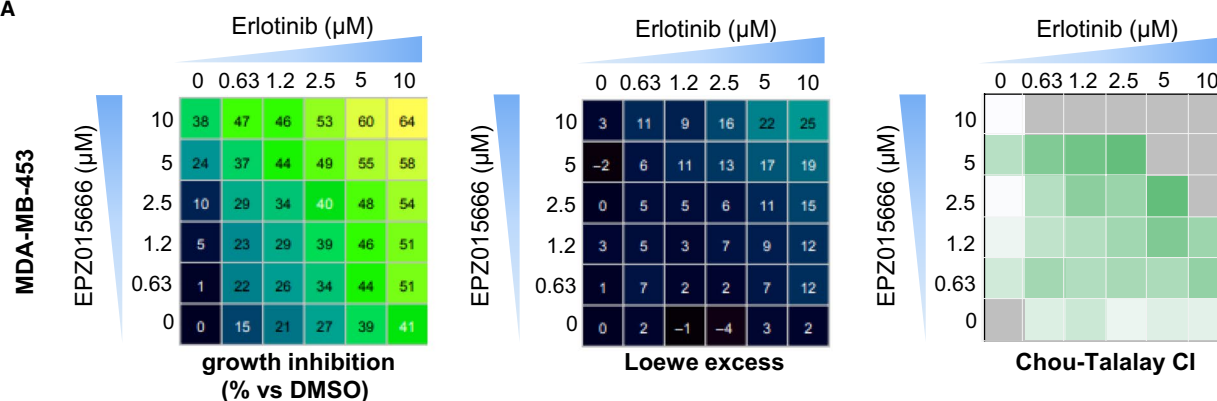 A
Erlotinib (μM)
Erlotinib (μM)
Erlotinib (μM)
0 0.63 1.2 2.5 5 10
0 0.63 1.2 2.5 5 10
0 0.63 1.2 2.5 5 10
MDA-MB-453
EPZ015666 (μM)
10 38 47 46 53 60 64
5 24 37 44 49 55 58
2.5 10 29 34 40 48 54
1.2 5 23 29 39 46 51
0.63 1 22 26 34 44 51
0 0 15 21 27 39 41
growth inhibition
(% vs DMSO)
EPZ015666 (μM)
10 3 11 9 16 22 25
5 –2 6 11 13 17 19
2.5 0 5 5 6 11 15
1.2 3 5 3 7 9 12
0.63 1 7 2 2 7 12
0 0 2 –1 –4 3 2
Loewe excess
EPZ015666 (μM)
10
5
2.5
1.2
0.63
0
Chou-Talalay CI